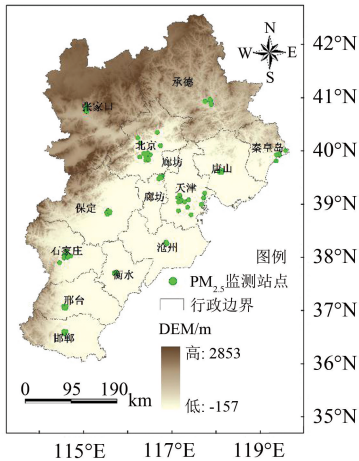 N
W E
S
42°N
41°N
40°N
39°N
38°N
37°N
36°N
35°N
承德
张家口
北京
秦皇岛
廊坊
唐山
廊坊
天津
保定
沧州
石家庄
衡水
邢台
邯郸
图例
PM2.5监测站点
行政边界
DEM/m
高: 2853
低: -157
0 95 190
km
115°E 117°E 119°E